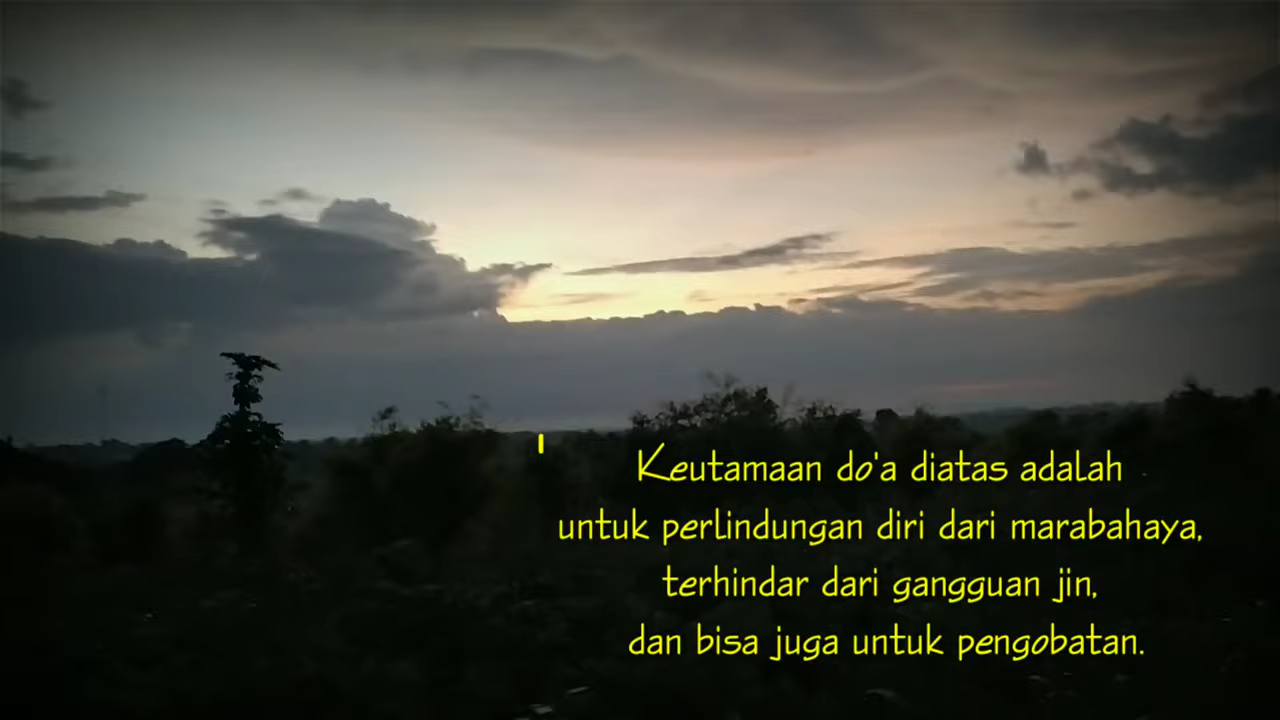 Keutamaan do'a diatas adalah
untuk perlindungan diri dari marabahaya,
terhindar dari gangguan jin,
dan bisa juga untuk pengobatan.